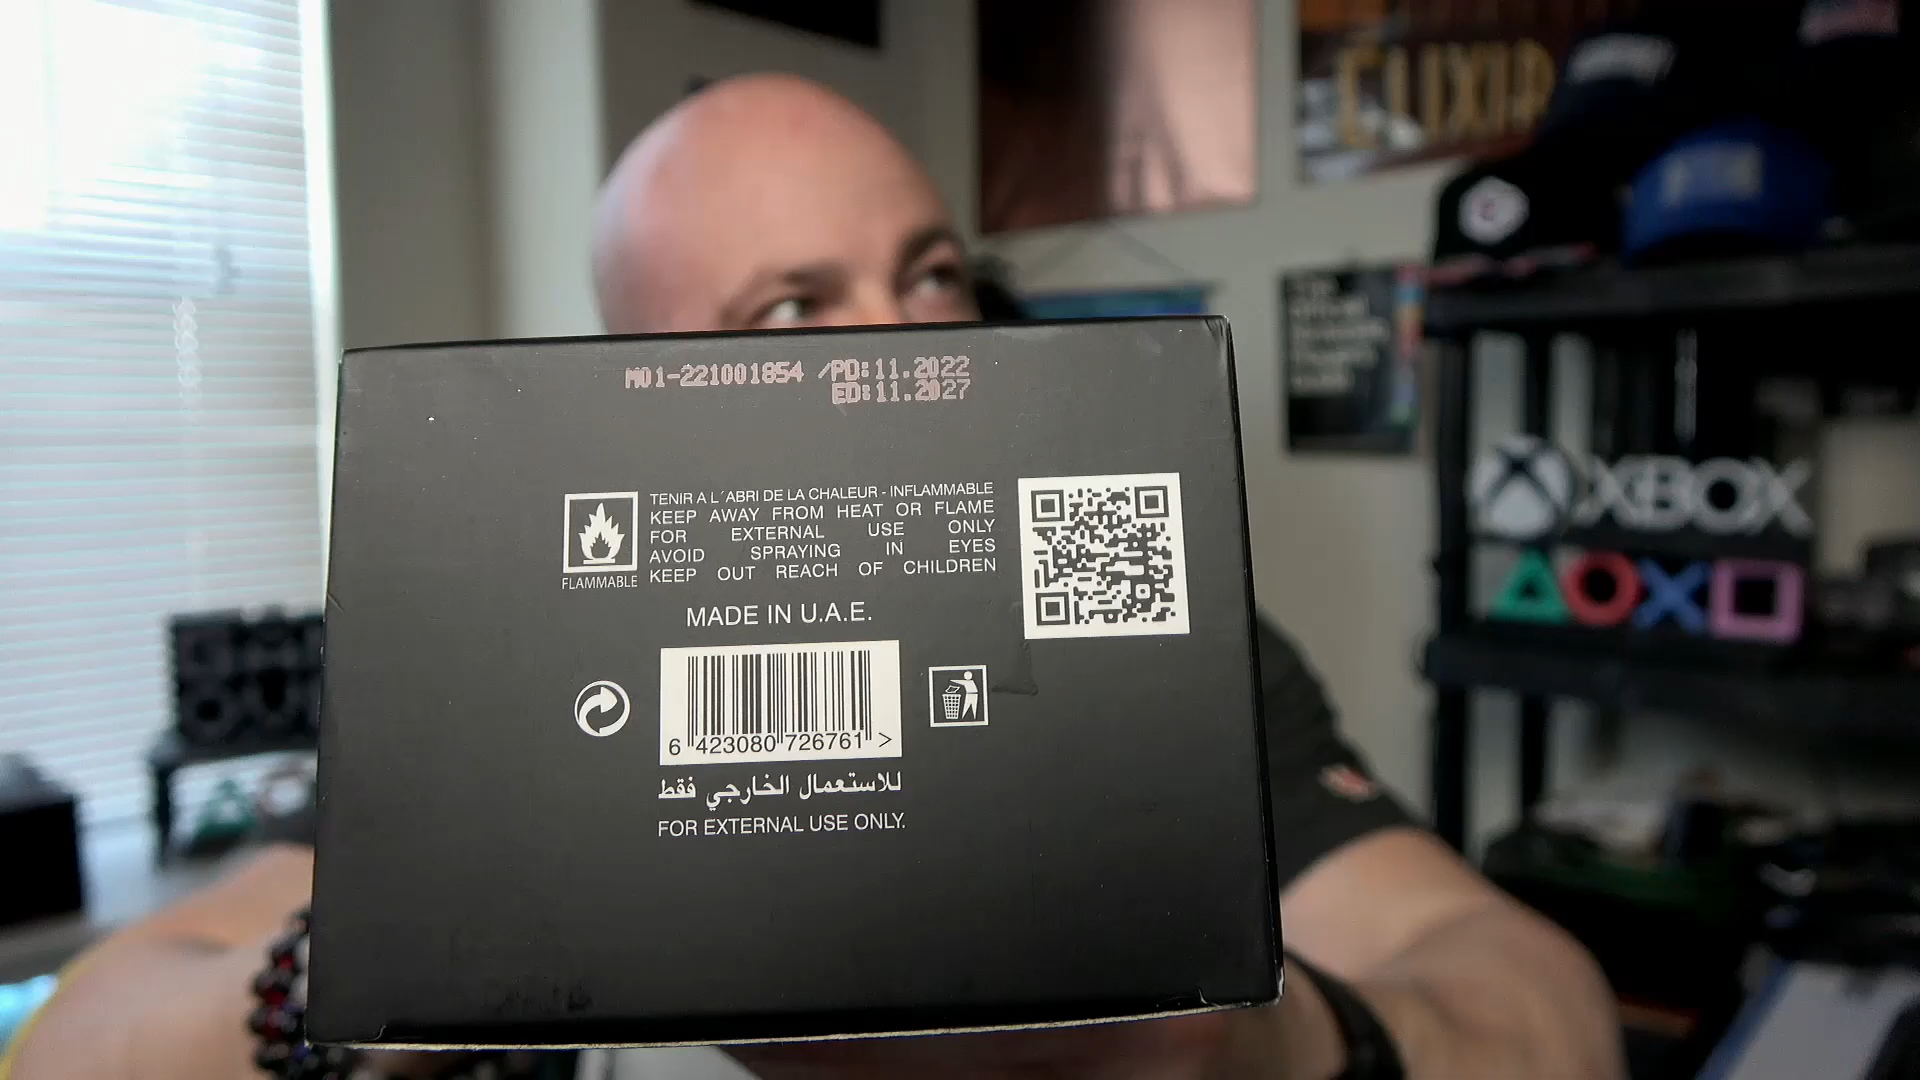 ELIXIR
M01-221001854 /PD:11.2022
ED:11.2027
TENIR A L´ABRI DE LA CHALEUR - INFLAMMABLE
KEEP AWAY FROM HEAT OR FLAME
FOR EXTERNAL USE ONLY
AVOID SPRAYING IN EYES
KEEP OUT REACH OF CHILDREN
FLAMMABLE
MADE IN U.A.E.
6 423080 726761 >
للاستعمال الخارجي فقط
FOR EXTERNAL USE ONLY.
XBOX